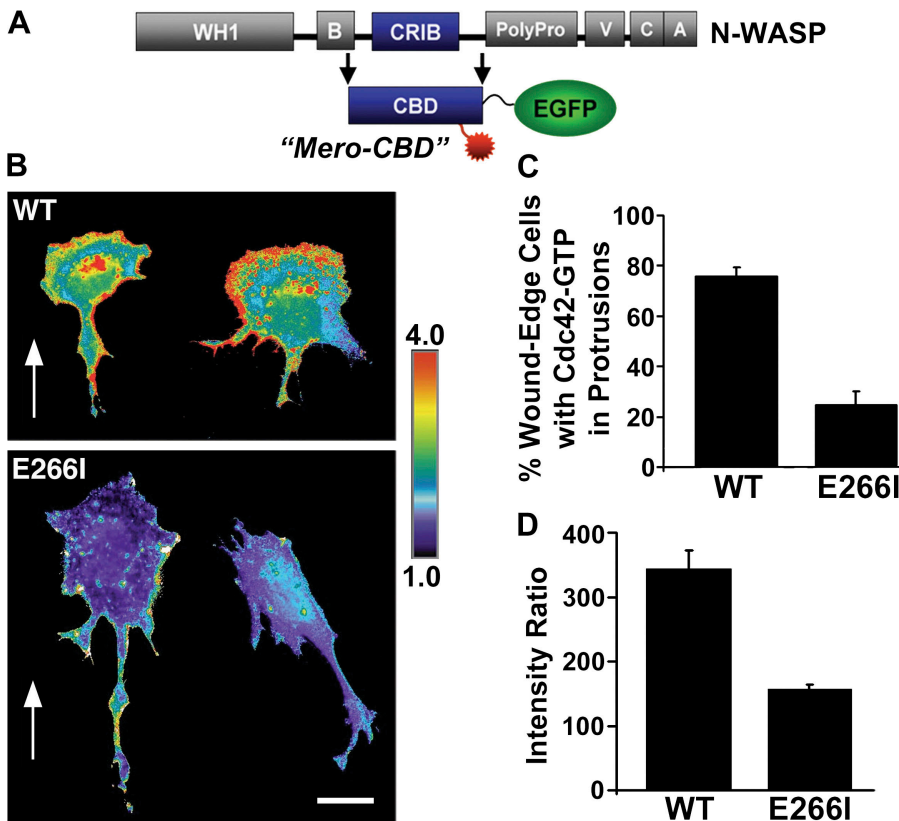 A
WH1 B CRIB PolyPro V C A N-WASP
CBD EGFP
“Mero-CBD”
B
WT
4.0
1.0
E266I
C
% Wound-Edge Cells
with Cdc42-GTP
in Protrusions
100
80
60
40
20
0
WT E266I
D
Intensity Ratio
400
300
200
100
0
WT E266I